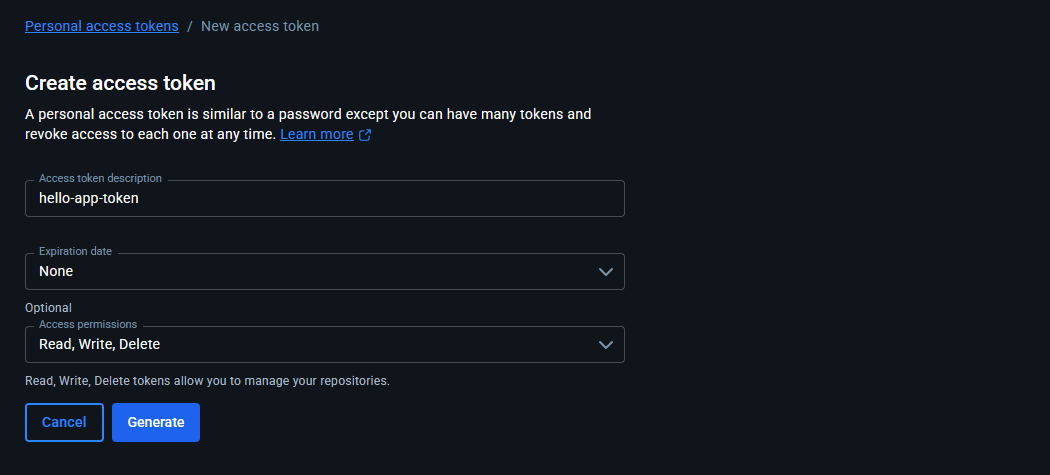 Personal access tokens / New access token
Create access token
A personal access token is similar to a password except you can have many tokens and
revoke access to each one at any time. Learn more
Access token description
hello-app-token
Expiration date
None
Optional
Access permissions
Read, Write, Delete
Read, Write, Delete tokens allow you to manage your repositories.
Cancel Generate